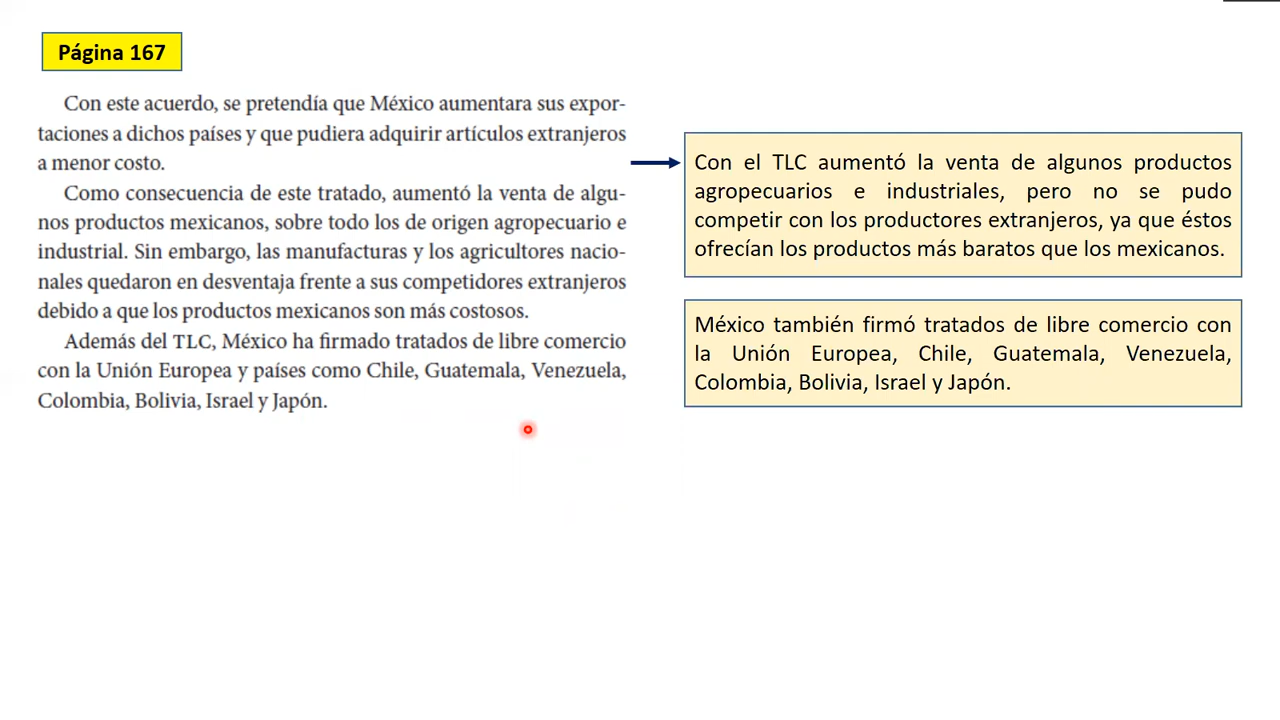 Página 167
Con este acuerdo, se pretendía que México aumentara sus expor-
taciones a dichos países y que pudiera adquirir artículos extranjeros
a menor costo.
Como consecuencia de este tratado, aumentó la venta de algu-
nos productos mexicanos, sobre todo los de origen agropecuario e
industrial. Sin embargo, las manufacturas y los agricultores nacio-
nales quedaron en desventaja frente a sus competidores extranjeros
debido a que los productos mexicanos son más costosos.
Además del TLC, México ha firmado tratados de libre comercio
con la Unión Europea y países como Chile, Guatemala, Venezuela,
Colombia, Bolivia, Israel y Japón.
Con el TLC aumentó la venta de algunos productos
agropecuarios e industriales, pero no se pudo
competir con los productores extranjeros, ya que éstos
ofrecían los productos más baratos que los mexicanos.
México también firmó tratados de libre comercio con
la Unión Europea, Chile, Guatemala, Venezuela,
Colombia, Bolivia, Israel y Japón.